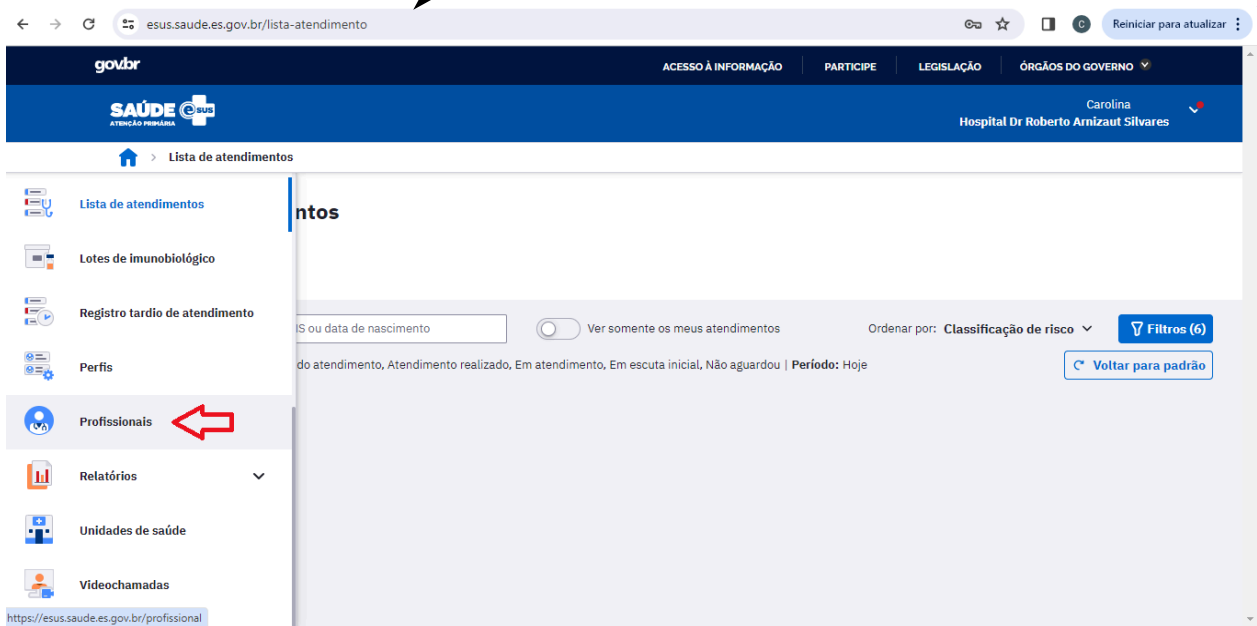 esus.saude.es.gov.br/lista-atendimento
C
Reiniciar para atualizar
gov.br
ACESSO À INFORMAÇÃO
PARTICIPE
LEGISLAÇÃO
ÓRGÃOS DO GOVERNO
SAÚDE
ATENÇÃO PRIMÁRIA
e sus
Carolina
Hospital Dr Roberto Arnizaut Silvares
Lista de atendimentos
Lista de atendimentos
ntos
Lotes de imunobiológico
Registro tardio de atendimento
IS ou data de nascimento
Ver somente os meus atendimentos
Ordenar por: Classificação de risco
Filtros (6)
Perfis
do atendimento, Atendimento realizado, Em atendimento, Em escuta inicial, Não aguardou | Período: Hoje
Voltar para padrão
Profissionais
Relatórios
Unidades de saúde
Videochamadas
https://esus.saude.es.gov.br/profissional